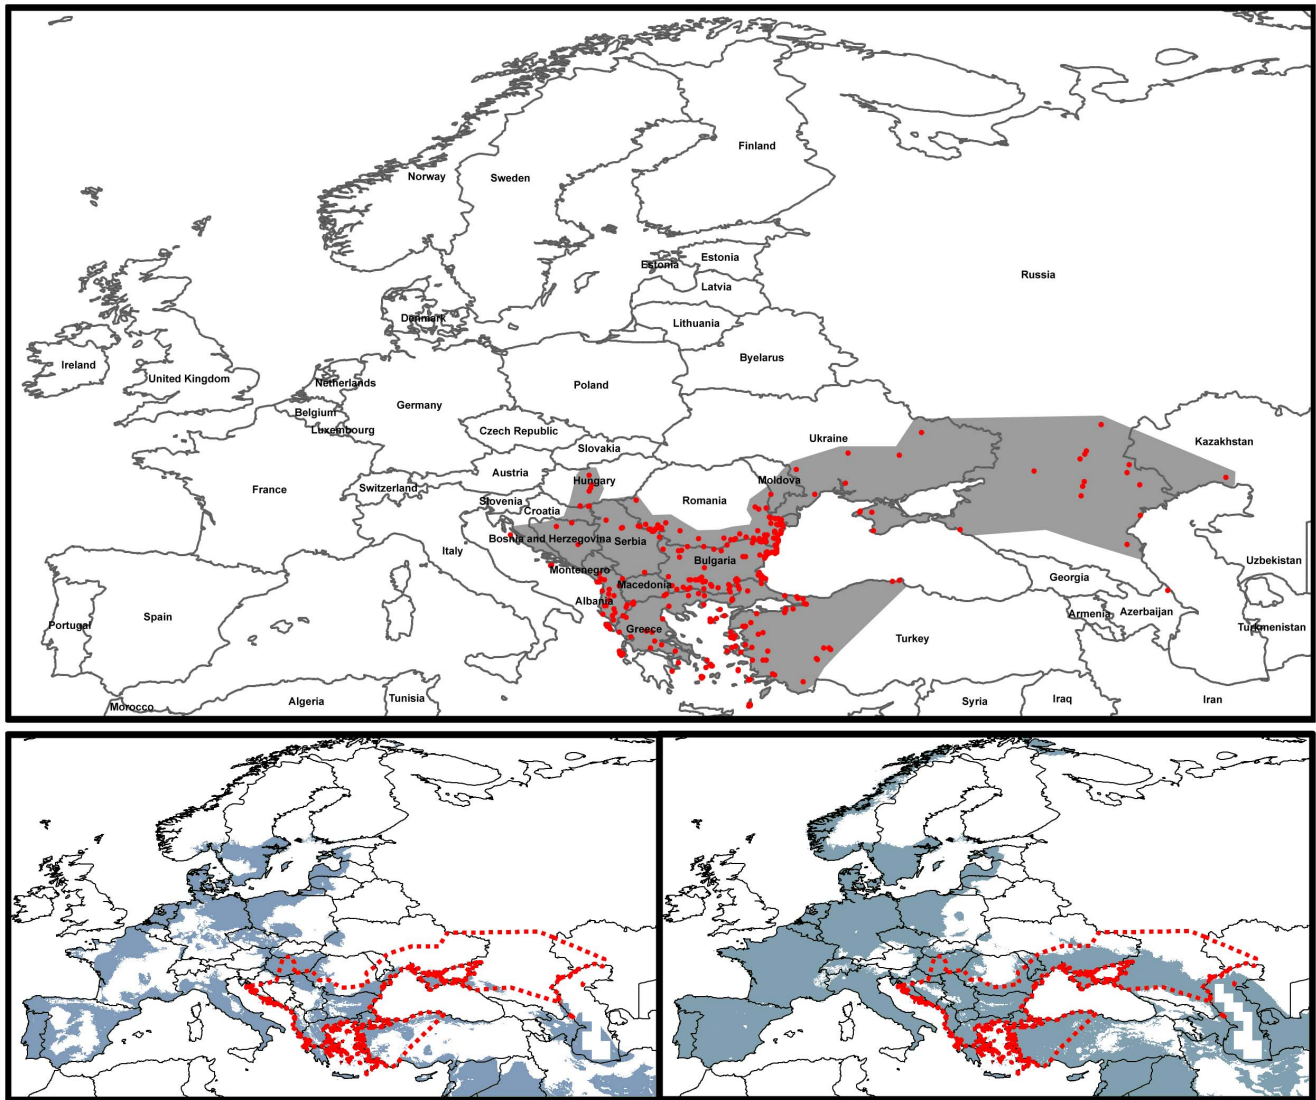 Finland
Norway
Sweden
Estonia
Estonia
Russia
Latvia
Denmark
Lithuania
Byelarus
Ireland
United Kingdom
Netherlands
Poland
Germany
Belgium
Luxembourg
Czech Republic
Ukraine
Kazakhstan
Slovakia
Austria
Hungary
Moldova
France
Switzerland
Slovenia
Romania
Croatia
Italy
Bosnia and Herzegovina
Serbia
Bulgaria
Uzbekistan
Montenegro
Georgia
Macedonia
Albania
Armenia
Azerbaijan
Spain
Portugal
Greece
Turkey
Turkmenistan
Morocco
Algeria
Tunisia
Syria
Iraq
Iran